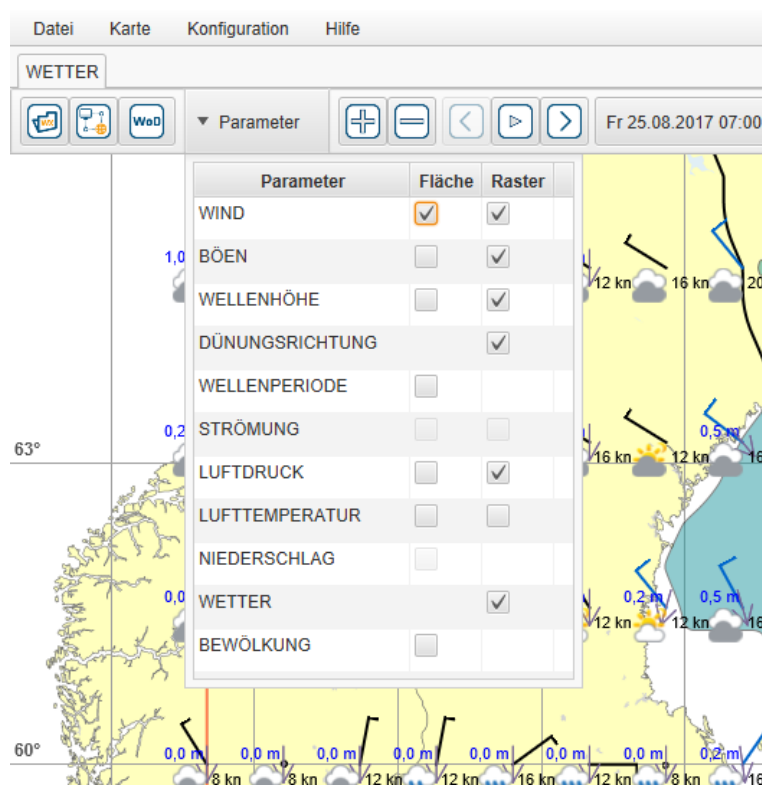 Datei Karte Konfiguration Hilfe
WETTER
WoD Parameter Fr 25.08.2017 07:00
Parameter Fläche Raster
WIND
1,0 BÖEN
12 kn 16 kn 20
WELLENHÖHE
DÜNUNGSRICHTUNG
WELLENPERIODE
0,2 STRÖMUNG 0,5 m
63° 16 kn 12 kn 16
LUFTDRUCK
LUFTTEMPERATUR
NIEDERSCHLAG
0,0 WETTER 0,2 m 0,5 m
12 kn 12 kn 16
BEWÖLKUNG
60° 0,0 m 0,0 m 0,0 m 0,0 m 0,0 m 0,0 m 0,0 m 0,2 m
8 kn 8 kn 12 kn 12 kn 16 kn 12 kn 8 kn 16